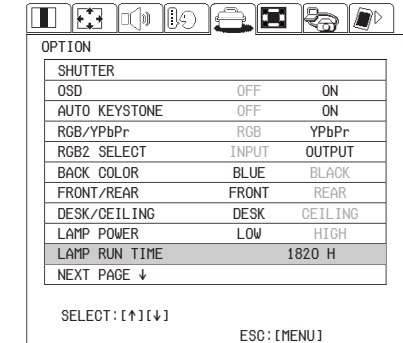 OPTION
SHUTTER
OSD OFF ON
AUTO KEYSTONE OFF ON
RGB/YPbPr RGB YPbPr
RGB2 SELECT INPUT OUTPUT
BACK COLOR BLUE BLACK
FRONT/REAR FRONT REAR
DESK/CEILING DESK CEILING
LAMP POWER LOW HIGH
LAMP RUN TIME 1820 H
NEXT PAGE ↓
SELECT:[↑][↓]
ESC:[MENU]